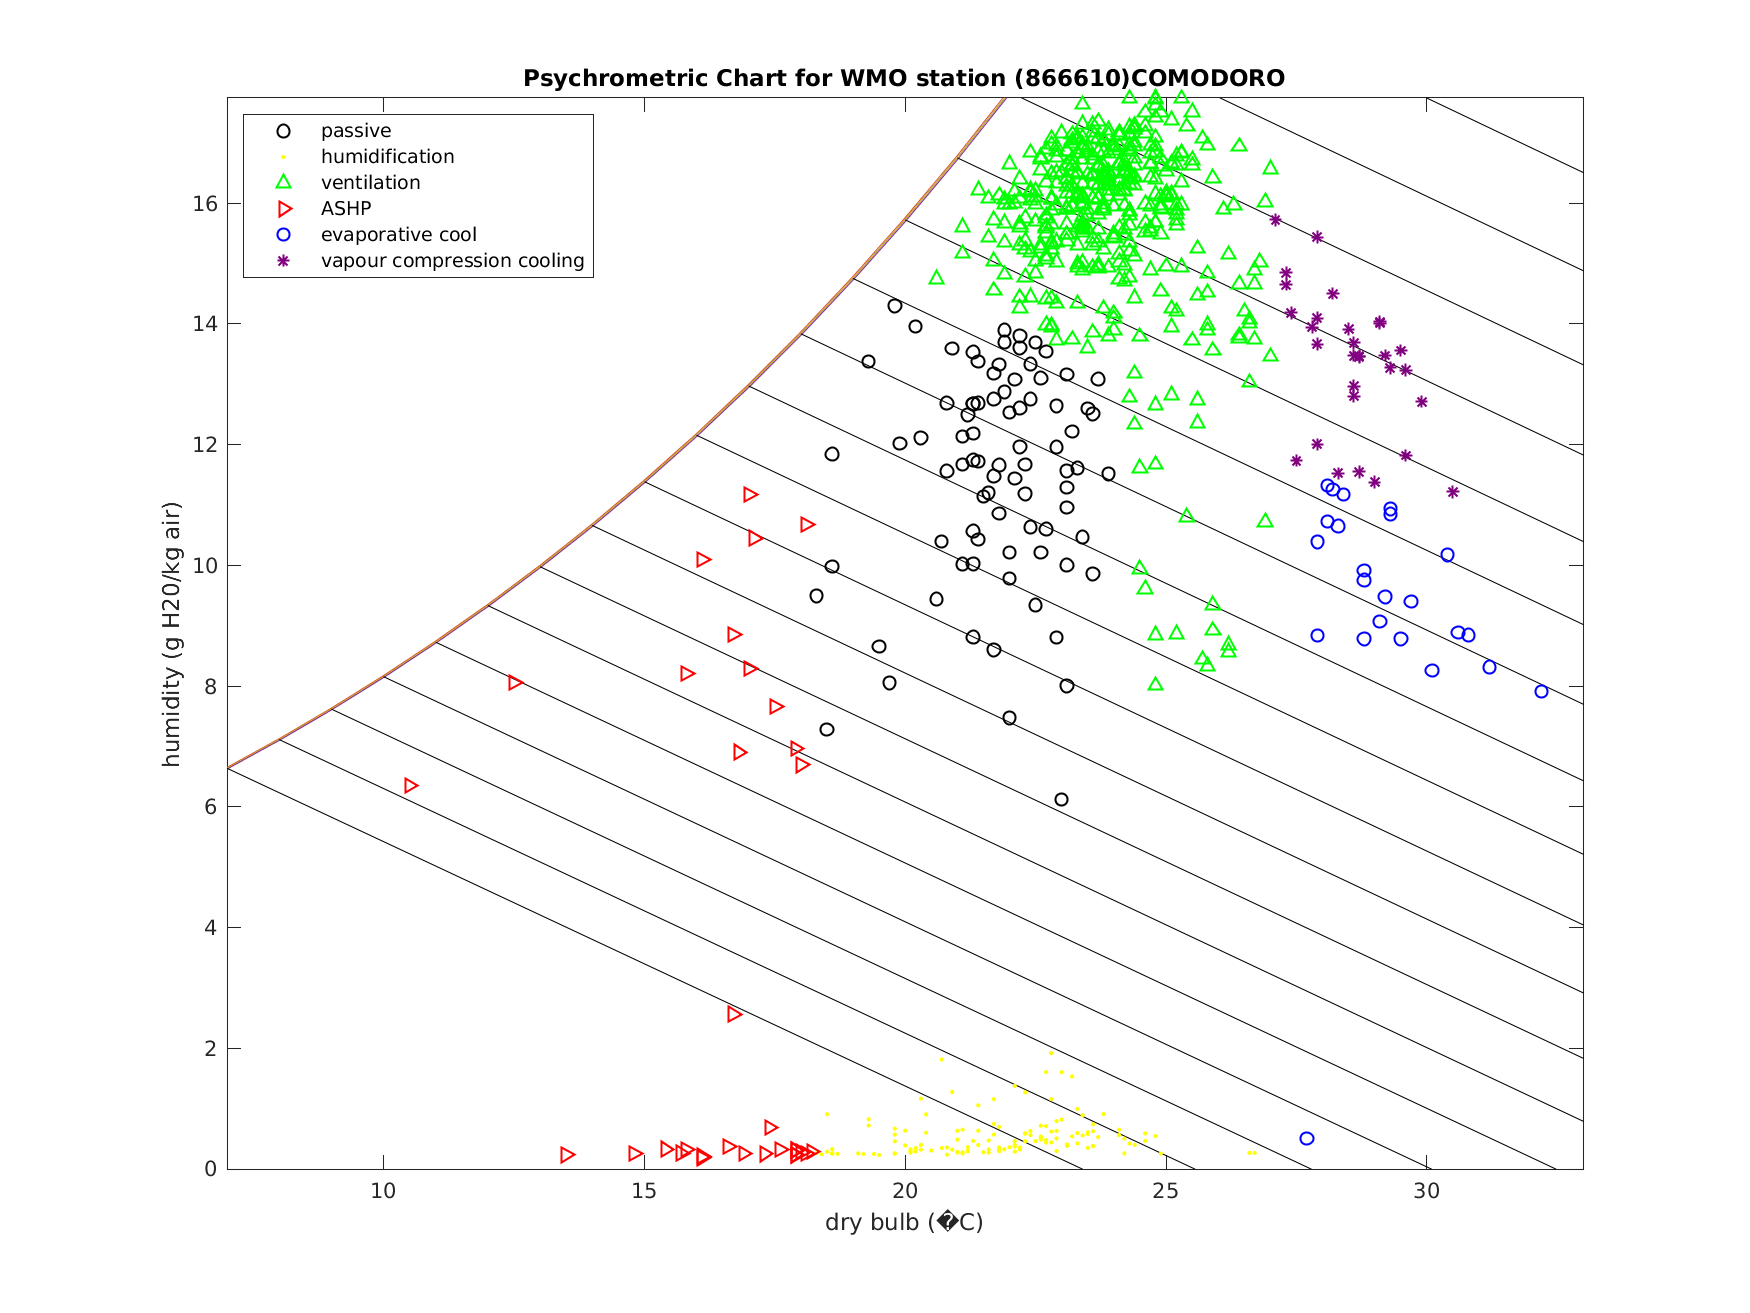 Psychrometric Chart for WMO station (866610)COMODORO
passive
humidification
ventilation
ASHP
evaporative cool
vapour compression cooling
humidity (g H20/kg air)
16
14
12
10
8
6
4
2
0
10 15 20 25 30
dry bulb (�C)